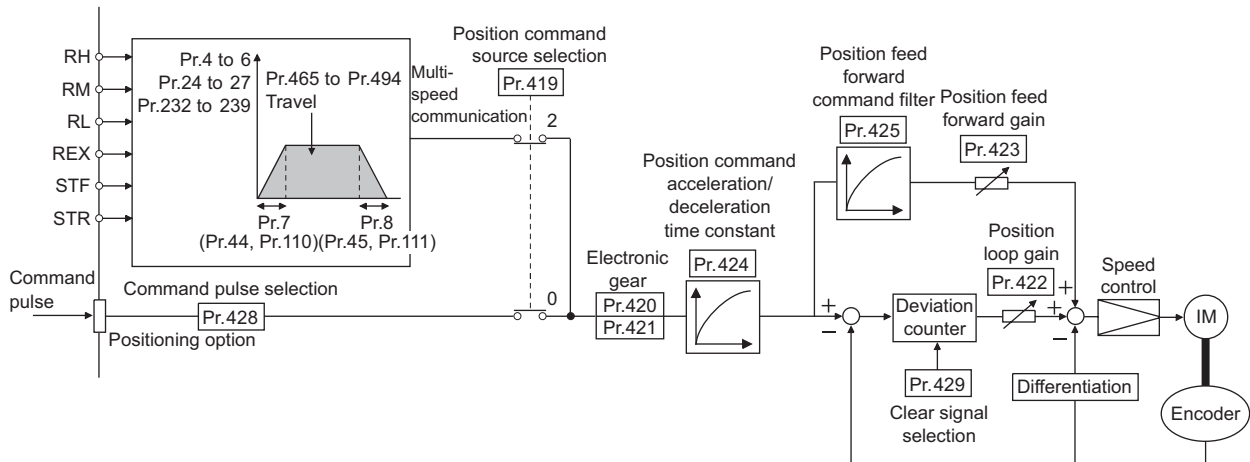 RH
RM
RL
REX
STF
STR
Pr.4 to 6
Pr.24 to 27
Pr.232 to 239
Pr.465 to Pr.494
Travel
Pr.7
(Pr.44, Pr.110)
Pr.8
(Pr.45, Pr.111)
Multi-
speed
communication
Position command
source selection
Pr.419
2
0
Command
pulse
Command pulse selection
Pr.428
Positioning option
Electronic
gear
Pr.420
Pr.421
Position command
acceleration/
deceleration
time constant
Pr.424
Position feed
forward
command filter
Pr.425
Position feed
forward gain
Pr.423
Position
loop gain
Pr.422
+
−
Deviation
counter
Pr.429
Clear signal
selection
+
+
−
Speed
control
IM
Differentiation
Encoder